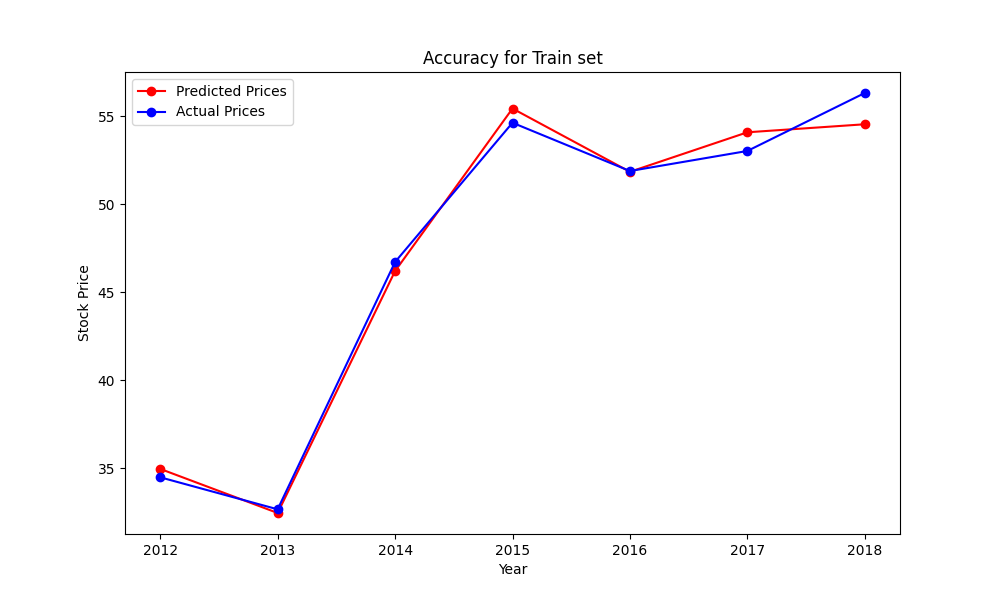 Accuracy for Train set
Predicted Prices
Actual Prices
55
50
45
40
35
Stock Price
2012 2013 2014 2015 2016 2017 2018
Year